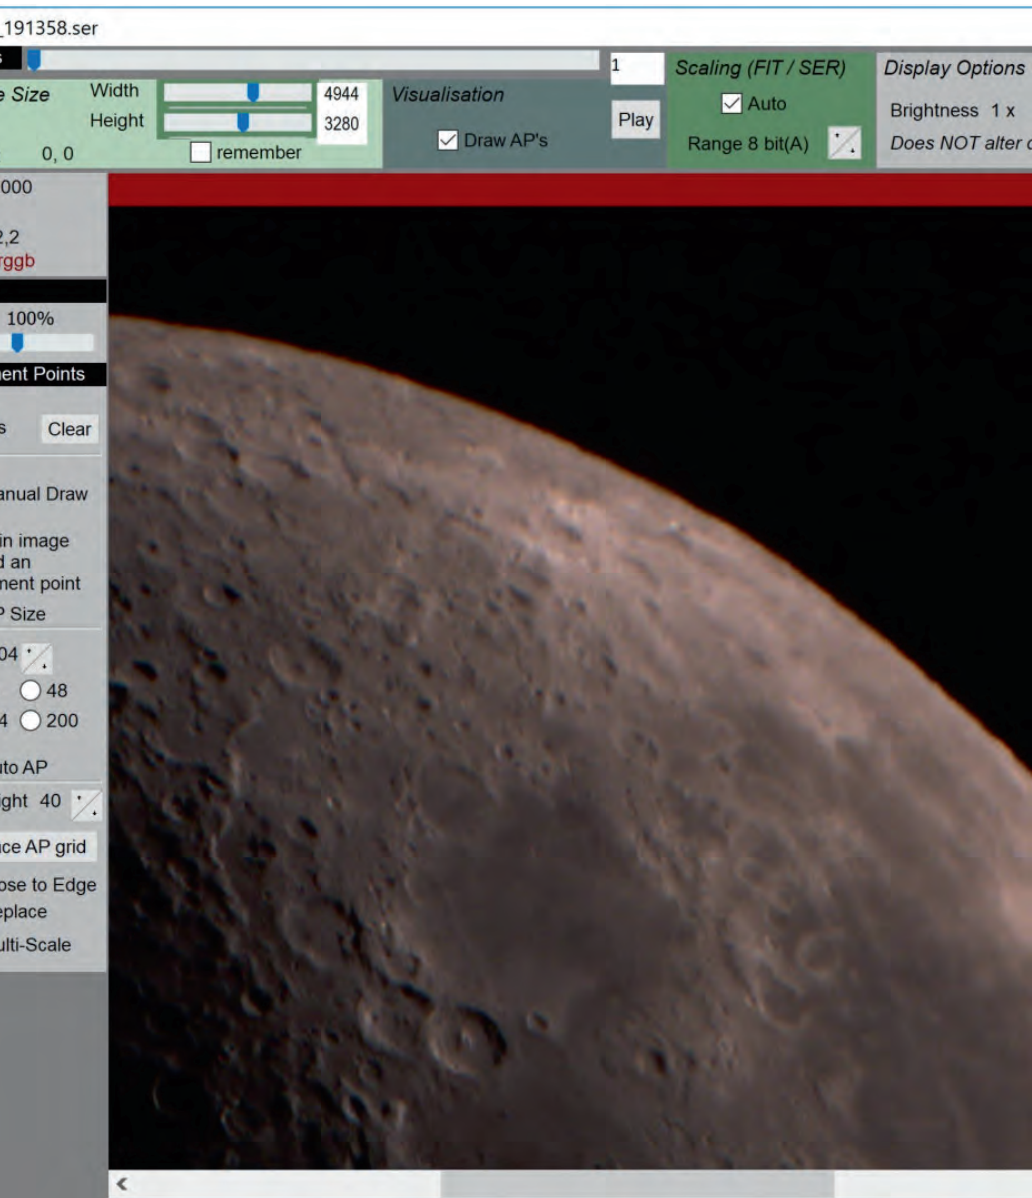 _191358.ser
s
1
Scaling (FIT / SER)
Display Options
e Size
Width
4944
Visualisation
Auto
Brightness 1 x
Height
3280
Play
Draw AP's
Range 8 bit(A)
Does NOT alter
0, 0
remember
000
2,2
rggb
100%
ent Points
s
Clear
anual Draw
in image
d an
ment point
P Size
04
48
4
200
uto AP
ight 40
ace AP grid
ose to Edge
eplace
ulti-Scale